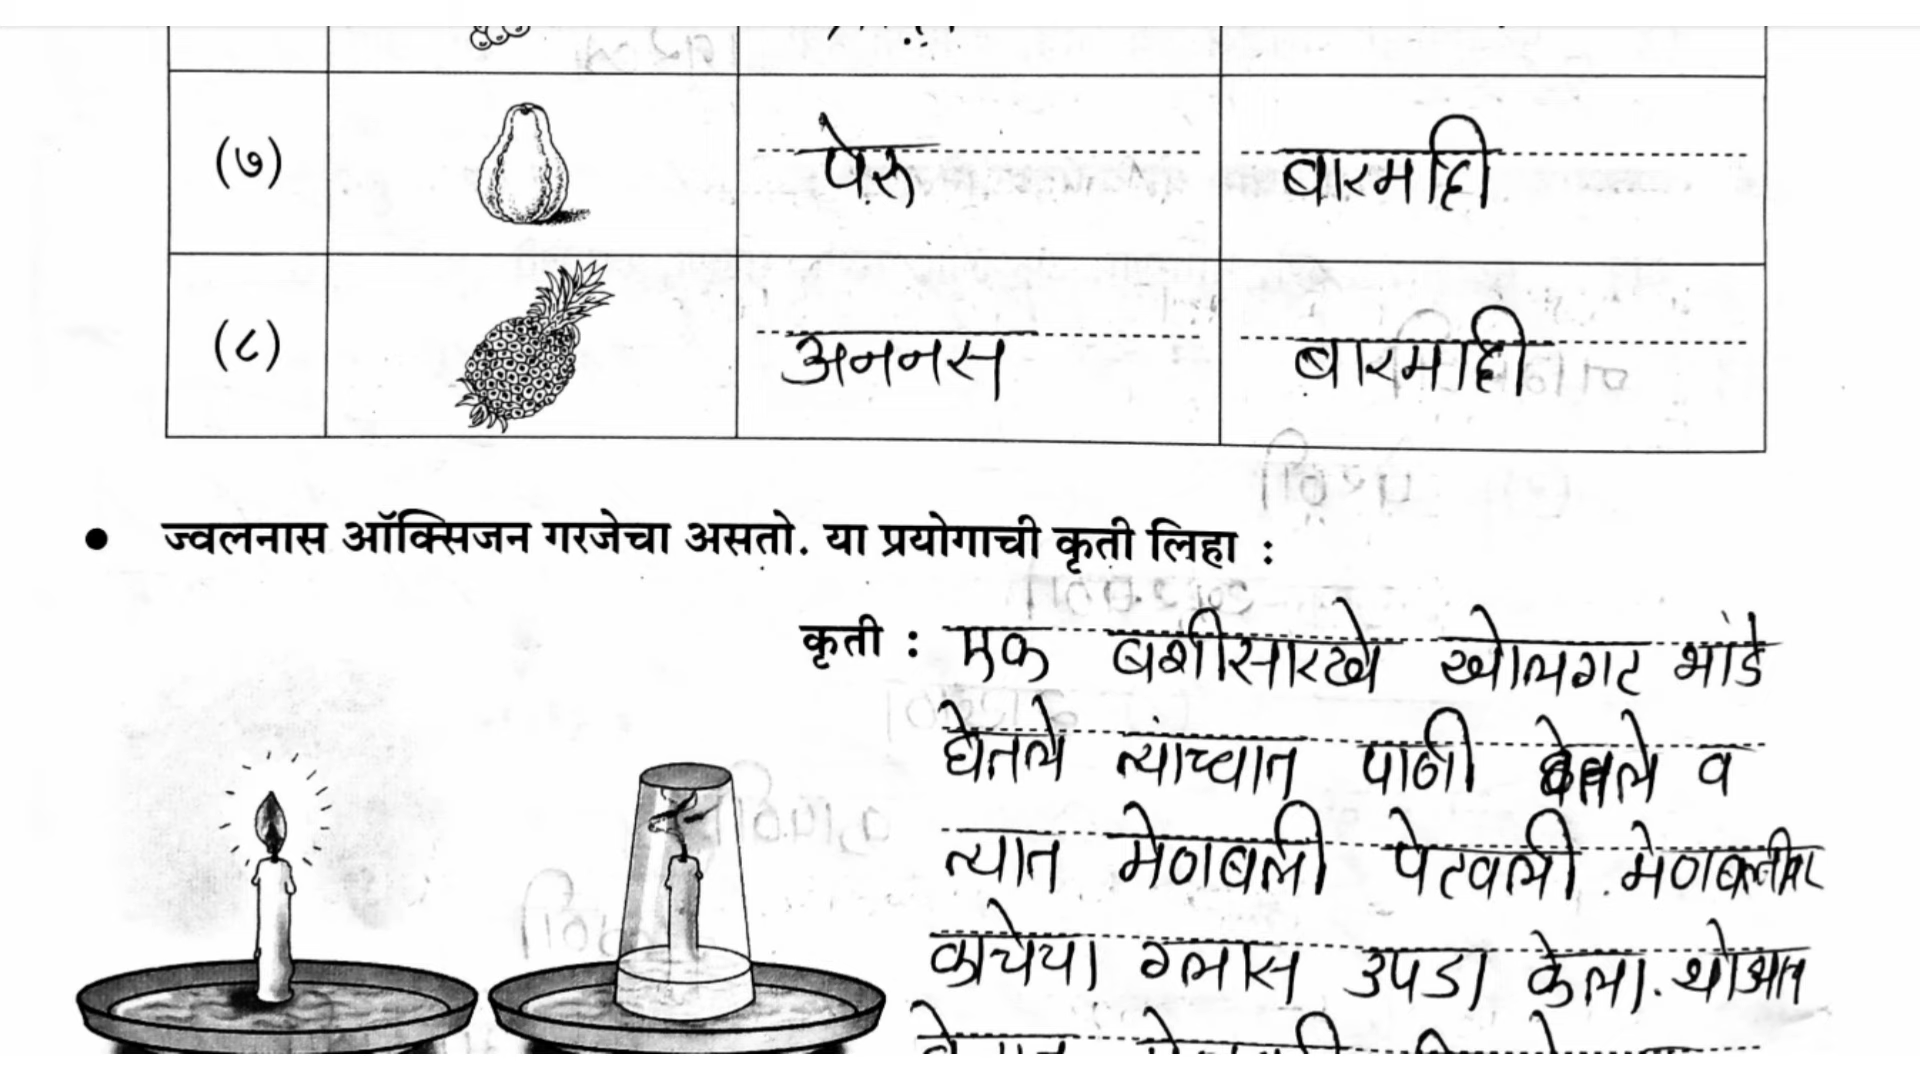 (७) पेरू बारमाही
(८) अननस बारमाही
• ज्वलनास ऑक्सिजन गरजेचा असतो. या प्रयोगाची कृती लिहा :
कृती : एक बशीसारखे खोलगट भांडे
घेतले त्यांच्यात पाणी व
त्यात मेणबत्ती पेटवली. मेणबत्तीवर
काचेचा ग्लास उपडा केला.